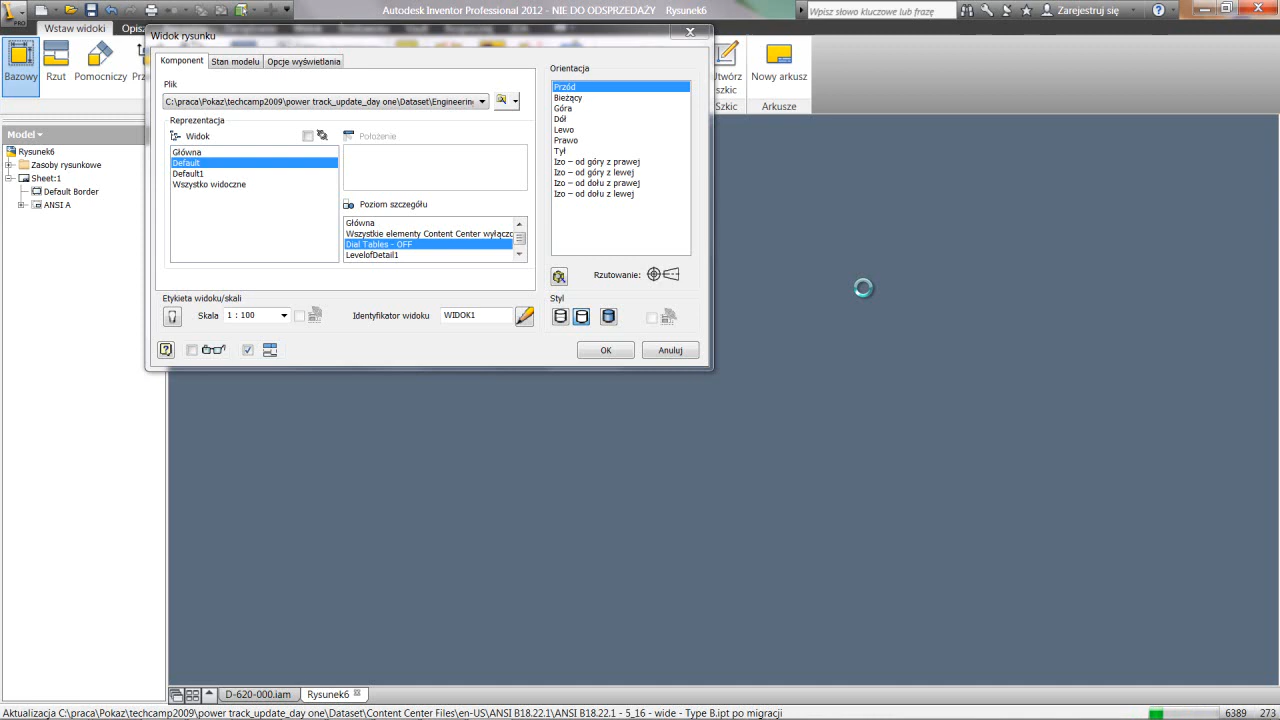 Autodesk Inventor Professional 2012 - NIE DO ODSPRZEDAŻY Rysunek6
Wpisz słowo kluczowe lub frazę
Zarejestruj się
PRO
Wstaw widoki
Bazowy
Rzut
Pomocniczy
szkic
Szkic
Nowy arkusz
Arkusze
Model
Rysunek6
Zasoby rysunkowe
Sheet:1
Default Border
ANSI A
Widok rysunku
Komponent
Stan modelu
Opcje wyświetlania
Plik
C:\praca\Pokaz\techcamp2009\power track_update_day one\Dataset\Engineering
Reprezentacja
Widok
Główna
Default
Default1
Wszystko widoczne
Położenie
Poziom szczegółu
Główna
Wszystkie elementy Content Center
Dial Tables - OFF
LevelofDetail1
Orientacja
Przód
Bieżący
Góra
Dół
Lewo
Prawo
Tył
Izo – od góry z prawej
Izo – od góry z lewej
Izo – od dołu z prawej
Izo – od dołu z lewej
Rzutowanie:
Etykieta widoku/skali
Skala 1 : 100
Identyfikator widoku WIDOK1
Styl
OK
Anuluj
D-620-000.iam
Rysunek6
Aktualizacja C:\praca\Pokaz\techcamp2009\power track_update_day one\Dataset\Content Center Files\en-US\ANSI B18.22.1\ANSI B18.22.1 - 5_16 - wide - Type B.ipt po migracji
6389 273